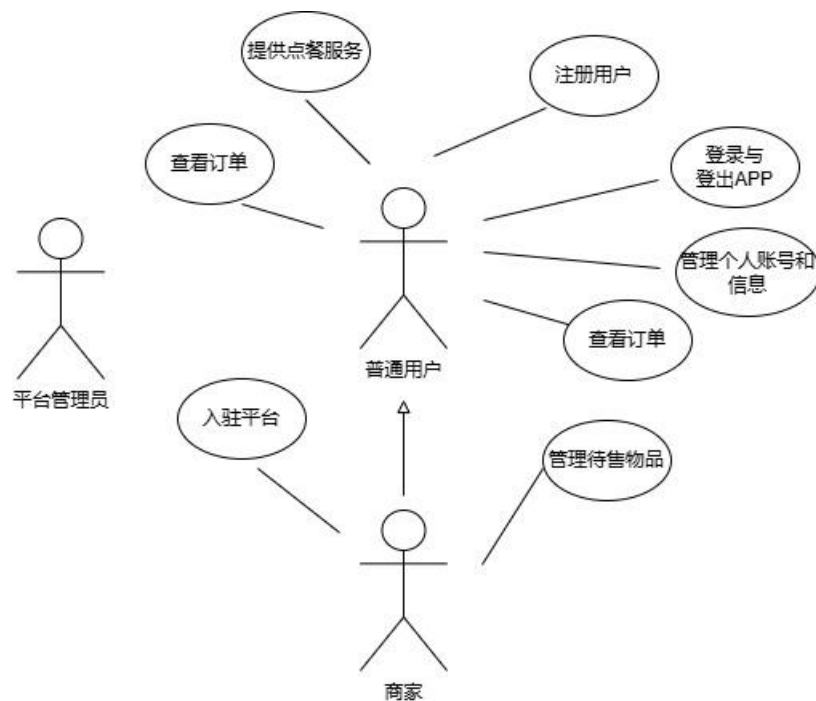 提供点餐服务
注册用户
查看订单
登录与
登出APP
管理个人账号和
信息
查看订单
普通用户
平台管理员
入驻平台
管理待售物品
商家